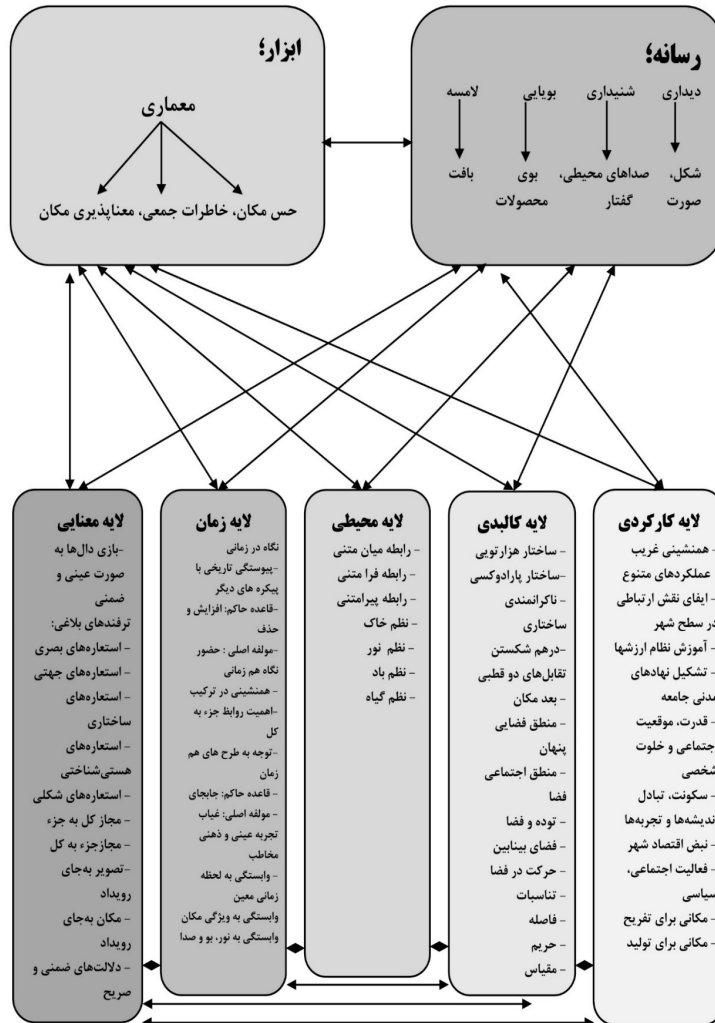 رسانه؛
دیداری
شنیداری
بویایی
لامسه
شکل،
صورت
صداهای محیطی،
گفتار
بوی
محصولات
بافت
ابزار؛
معماری
حس مکان، خاطرات جمعی، معناپذیری مکان
لایه کارکردی
- همنشینی غریب
عملکردهای متنوع
- ایفای نقش ارتباطی
در سطح شهر
- آموزش نظام ارزشها
- تشکیل نهادهای
مدنی جامعه
- قدرت، موقعیت
جتماعی و خلوت
شخصی
- سکونت، تبادل
ندیشه‌ها و تجربه‌ها
- نبض اقتصاد شهر
- فعالیت اجتماعی،
سیاسی
- مکانی برای تفریح
- مکانی برای تولید
لایه کالبدی
- ساختار هزارتویی
-ساختار پارادوکسی
- ناکرانمندی
ساختاری
-درهم شکستن
تقابل‌های دو قطبی
- بعد مکان
- منطق فضایی
پنهان
- منطق اجتماعی
فضا
- توده و فضا
- فضای بینابین
- حرکت در فضا
- تناسبات
- فاصله
- حریم
- مقیاس
لایه محیطی
- رابطه میان متنی
- رابطه فرا متنی
- رابطه پیرامتنی
- نظم خاک
- نظم نور
- نظم باد
- نظم گیاه
لایه زمان
نگاه در زمانی
-پیوستگی تاریخی با
پیکره های دیگر
-قاعده حاکم: افزایش و
حذف
-مولفه اصلی : حضور
نگاه هم زمانی
- همنشینی در ترکیب
-اهمیت روابظ جزء به
کل
-توجه به طرح های هم
زمان
- قاعده حاکم: جابجای
- مولفه اصلی: غیاب
تجربه عینی و ذهنی
مخاطب
- وابستگی به لحظه
زمانی معین
وابستگی به ویژگی مکان
وابستگی به نور، بو و صدا
لایه معنایی
-بازی دال‌ها به
صورت عینی و
ضمنی
ترفندهای بلاغی:
- استعاره‌های بصری
- استعاره‌های جهتی
- استعاره‌های
ساختاری
- استعاره‌های
هستی‌شناختی
- استعاره‌های شکلی
- مجاز کل به جزء
- مجازجزء به کل
-تصویر به‌جای
رویداد
- مکان به‌جای
رویداد
- دلالت‌های ضمنی و
صریح